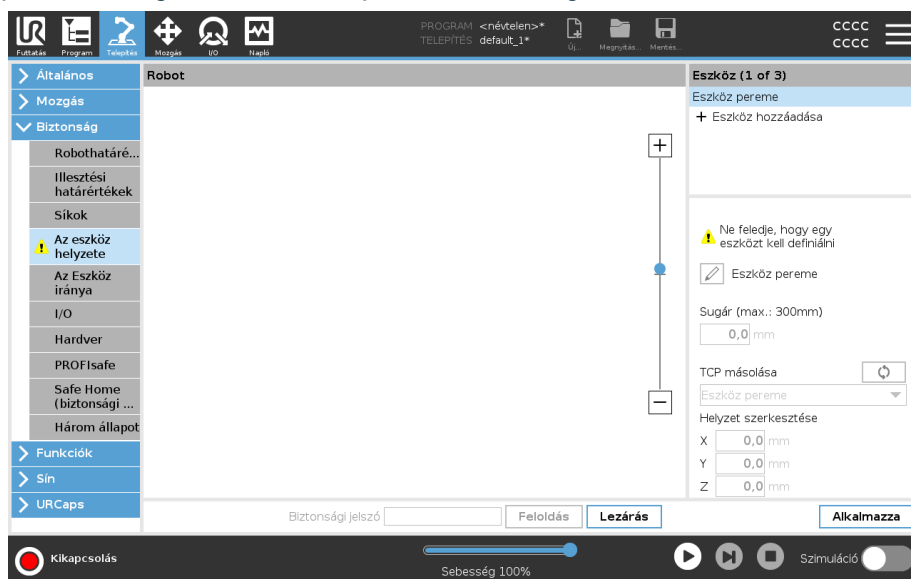 PROGRAM <névtelen>*
TELEPÍTÉS default_1*
Futtatás Program Telepítés Mozgás I/O Napló
Új... Megnyitás... Mentés...
cccc
cccc
Általános
Mozgás
Biztonság
Robothatáré...
Illesztési
határértékek
Síkok
Az eszköz
helyzete
Az Eszköz
iránya
I/O
Hardver
PROFIsafe
Safe Home
(biztonsági ...
Három állapot
Funkciók
Sín
URCaps
Robot
Eszköz (1 of 3)
Eszköz pereme
+ Eszköz hozzáadása
Ne feledje, hogy egy
eszközt kell definiálni
Eszköz pereme
Sugár (max.: 300mm)
0,0 mm
TCP másolása
Eszköz pereme
Helyzet szerkesztése
X 0,0 mm
Y 0,0 mm
Z 0,0 mm
Biztonsági jelszó Feloldás Lezárás Alkalmazza
Kikapcsolás
Sebesség 100%
Szimuláció